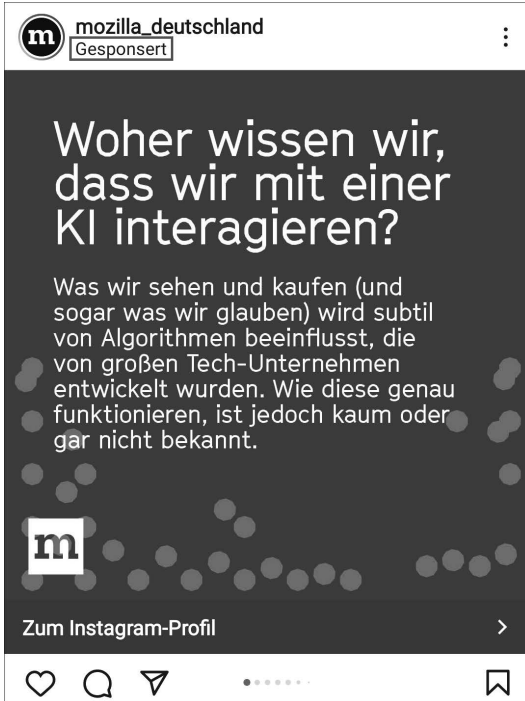 m
mozilla_deutschland
Gesponsert
Woher wissen wir,
dass wir mit einer
KI interagieren?
Was wir sehen und kaufen (und
sogar was wir glauben) wird subtil
von Algorithmen beeinflusst, die
von großen Tech-Unternehmen
entwickelt wurden. Wie diese genau
funktionieren, ist jedoch kaum oder
gar nicht bekannt.
m
Zum Instagram-Profil